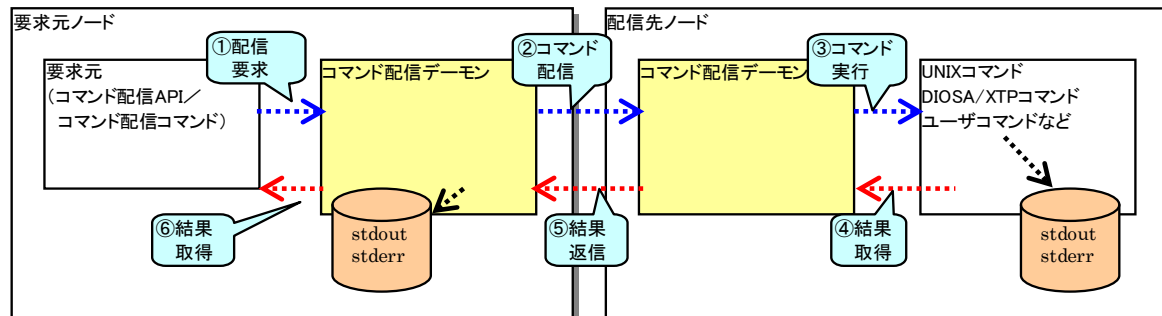 要求元ノード
①配信
要求
要求元
(コマンド配信API／
コマンド配信コマンド)
コマンド配信デーモン
②コマンド
配信
⑥結果
取得
stdout
stderr
⑤結果
返信
配信先ノード
コマンド配信デーモン
③コマンド
実行
UNIXコマンド
DIOSA/XTPコマンド
ユーザコマンドなど
④結果
取得
stdout
stderr